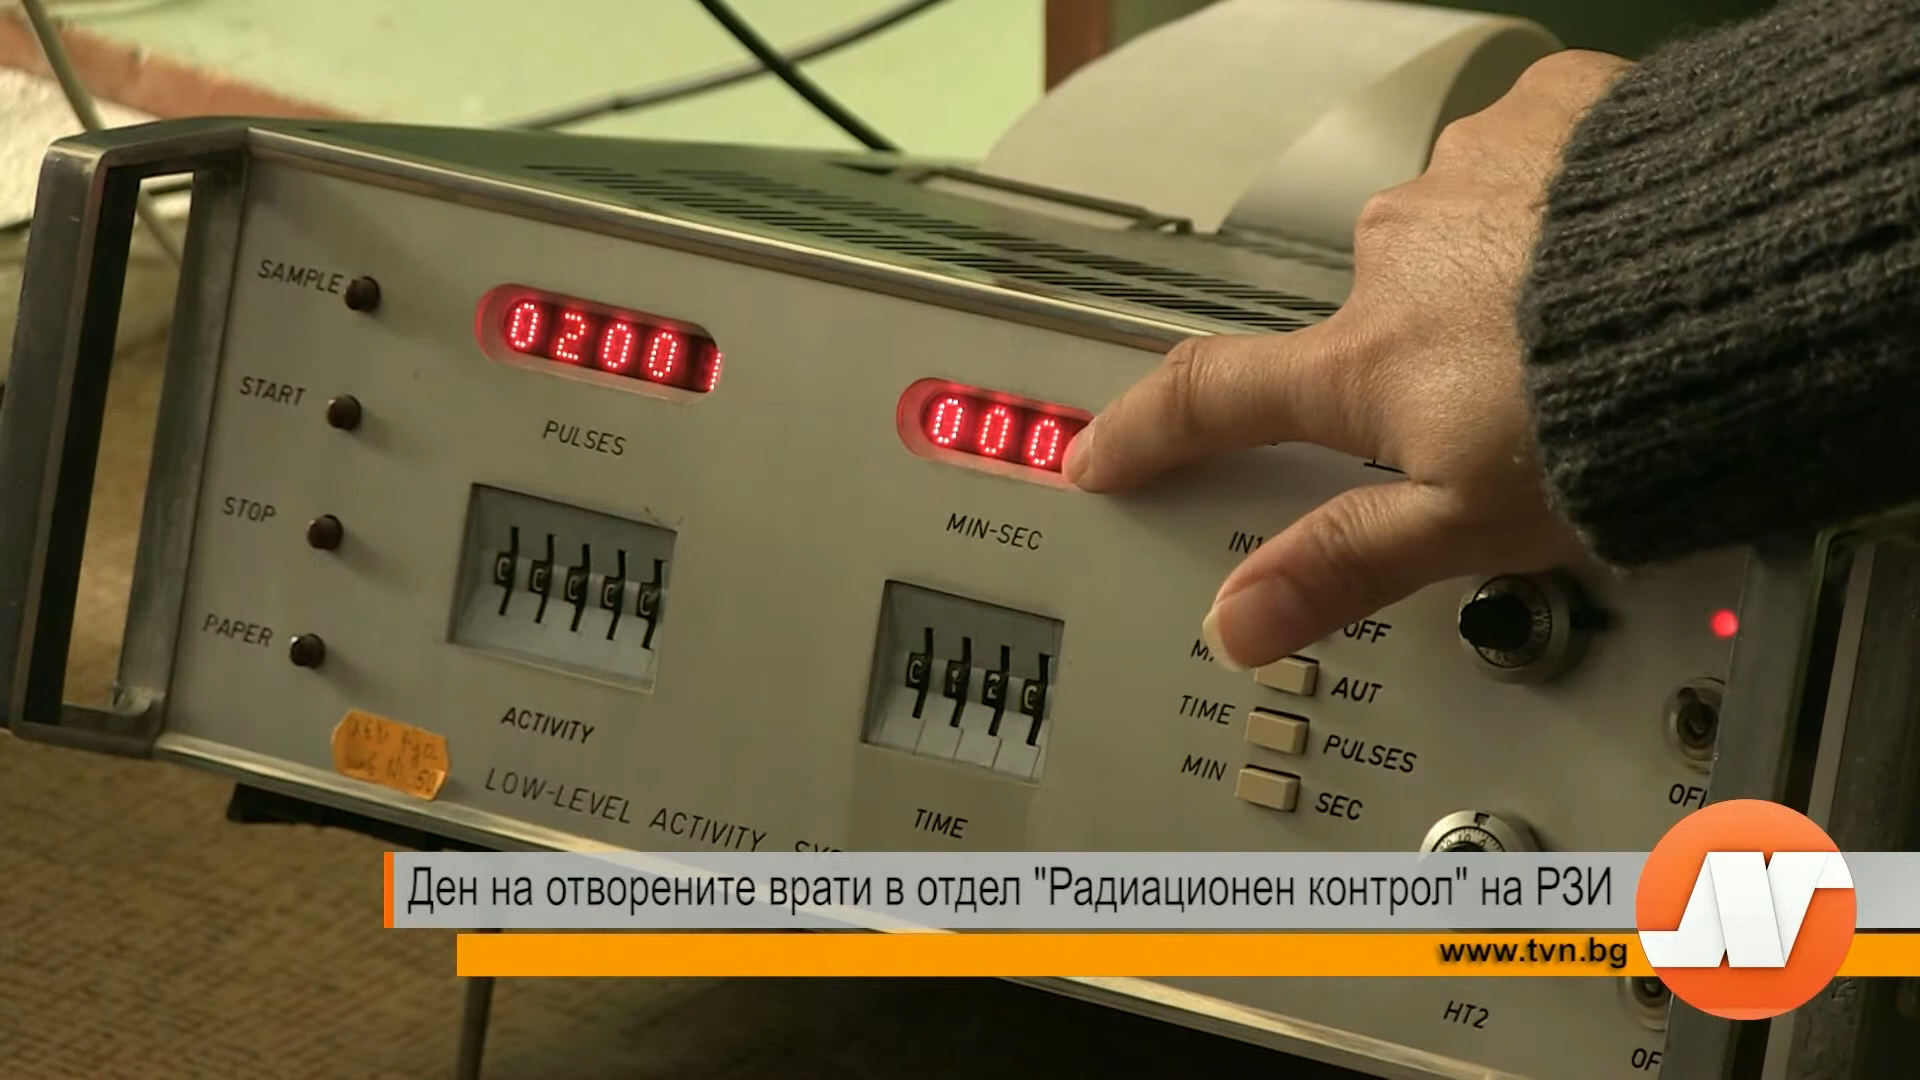 SAMPLE
02001
START
PULSES
000
STOP
MIN-SEC
PAPER
OFF
AUT
ACTIVITY
TIME
PULSES
MIN
SEC
LOW-LEVEL ACTIVITY
TIME
Ден на отворените врати в отдел "Радиационен контрол" на РЗИ
www.tvn.bg
HT2